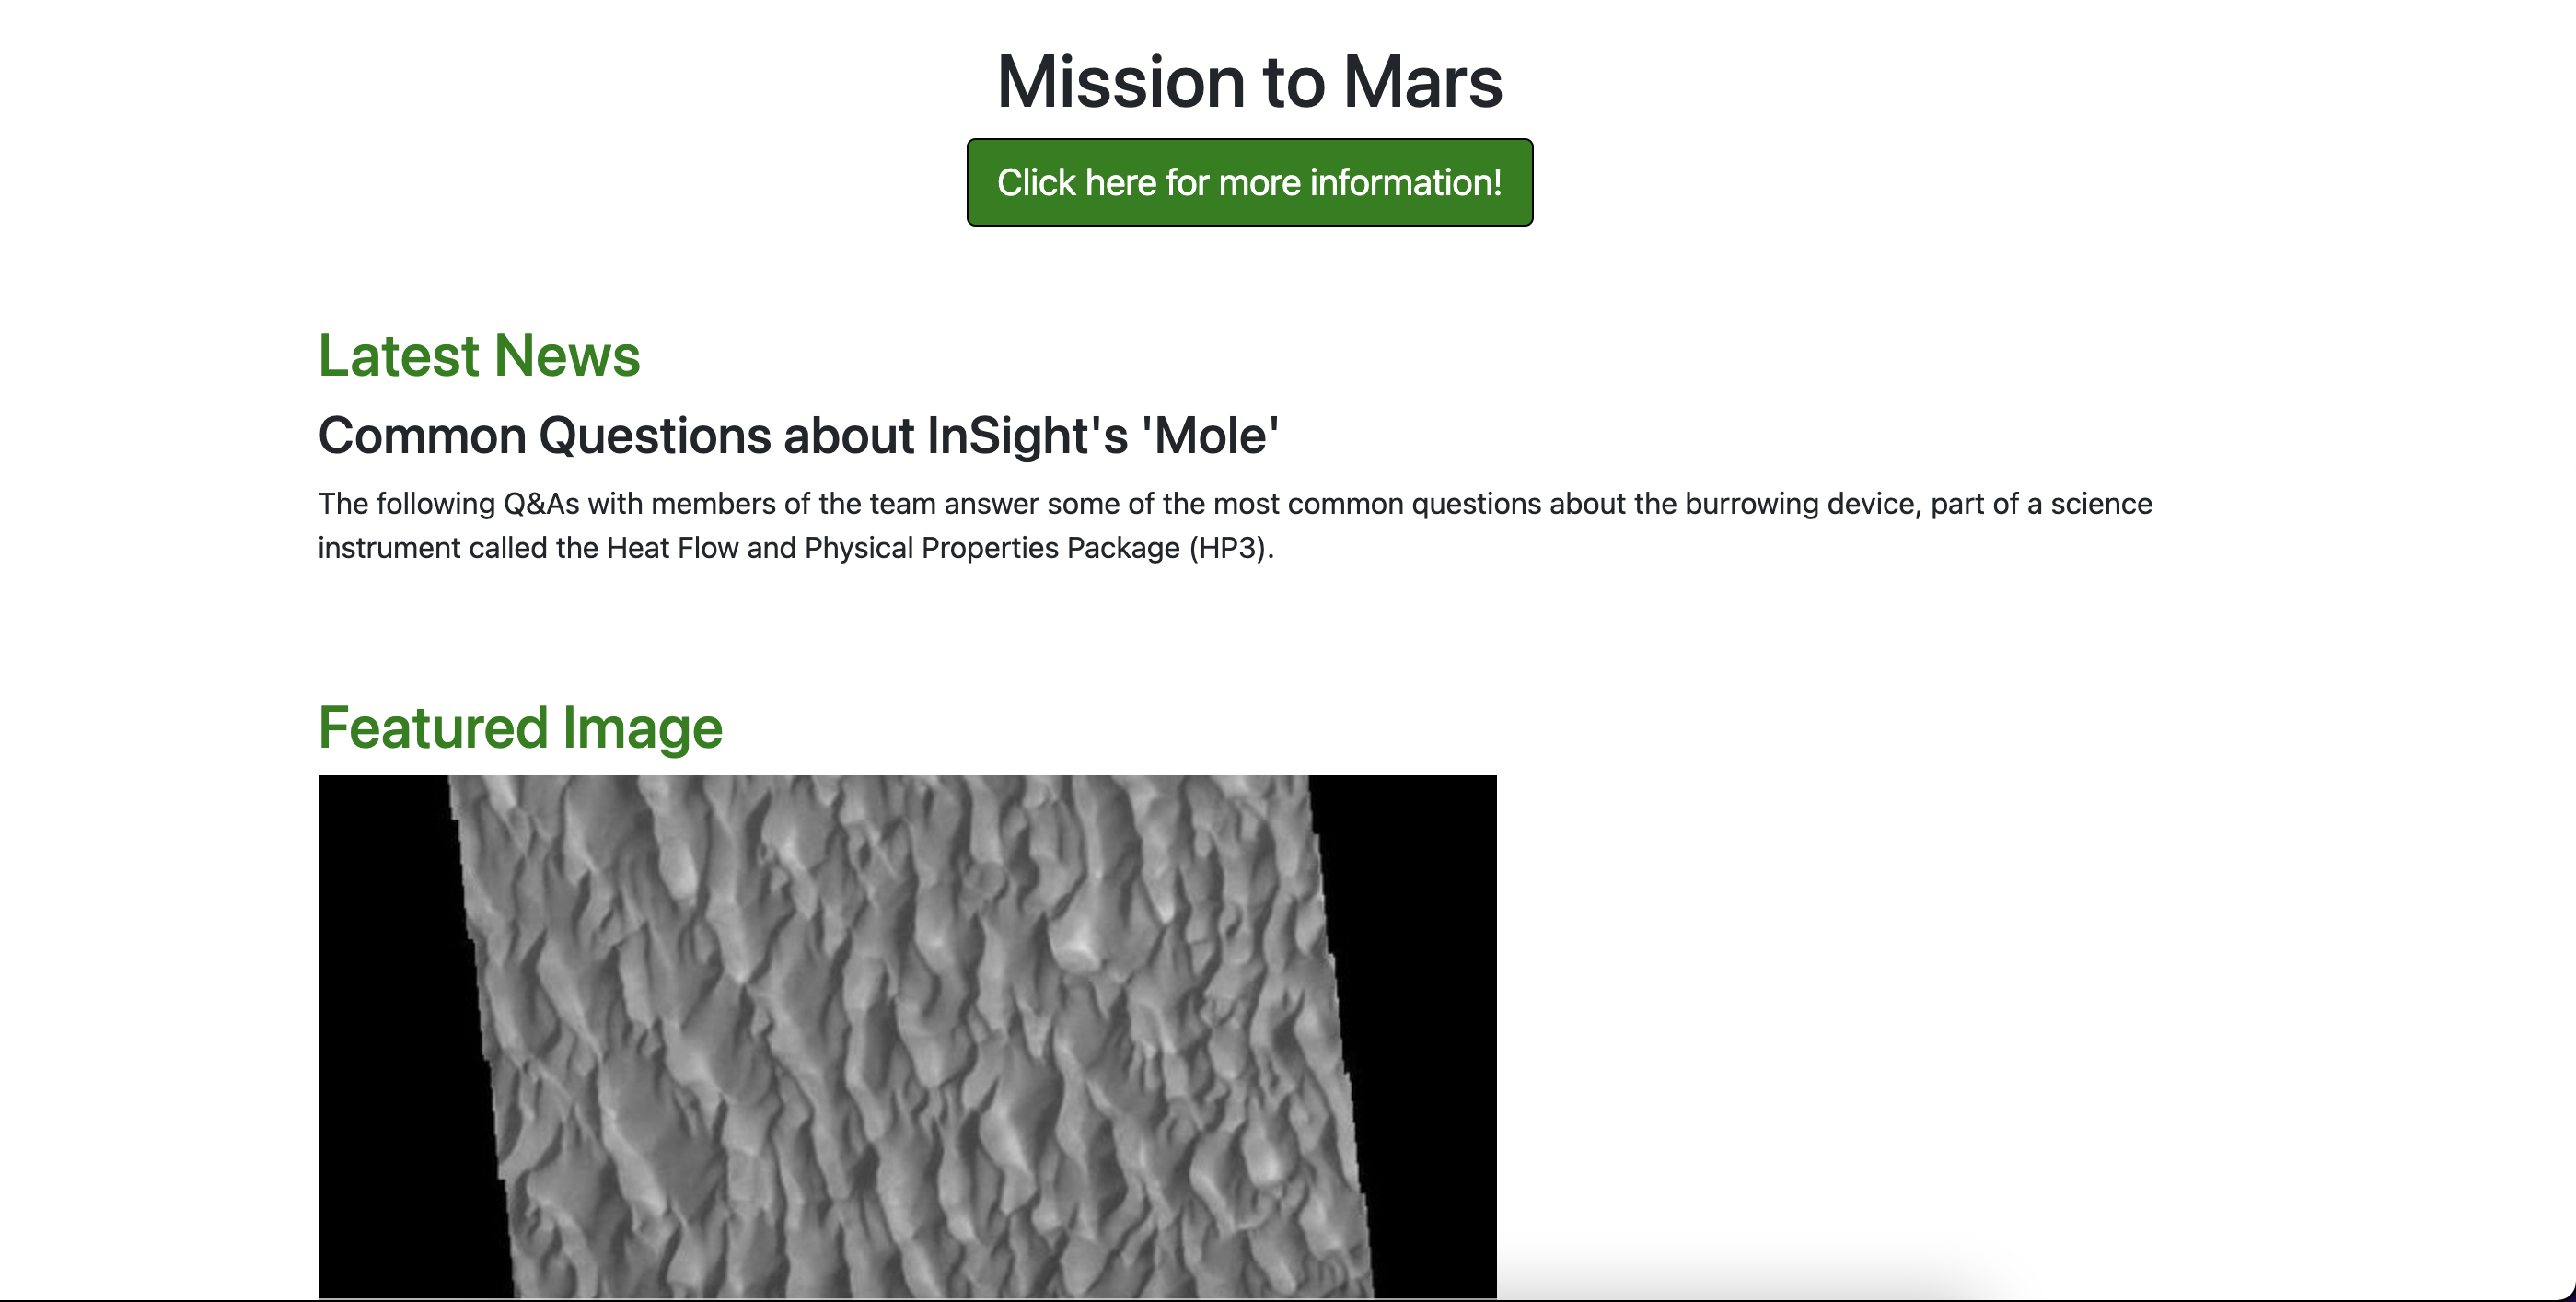 Mission to Mars
Click here for more information!
Latest News
Common Questions about InSight's 'Mole'
The following Q&As with members of the team answer some of the most common questions about the burrowing device, part of a science
instrument called the Heat Flow and Physical Properties Package (HP3).
Featured Image